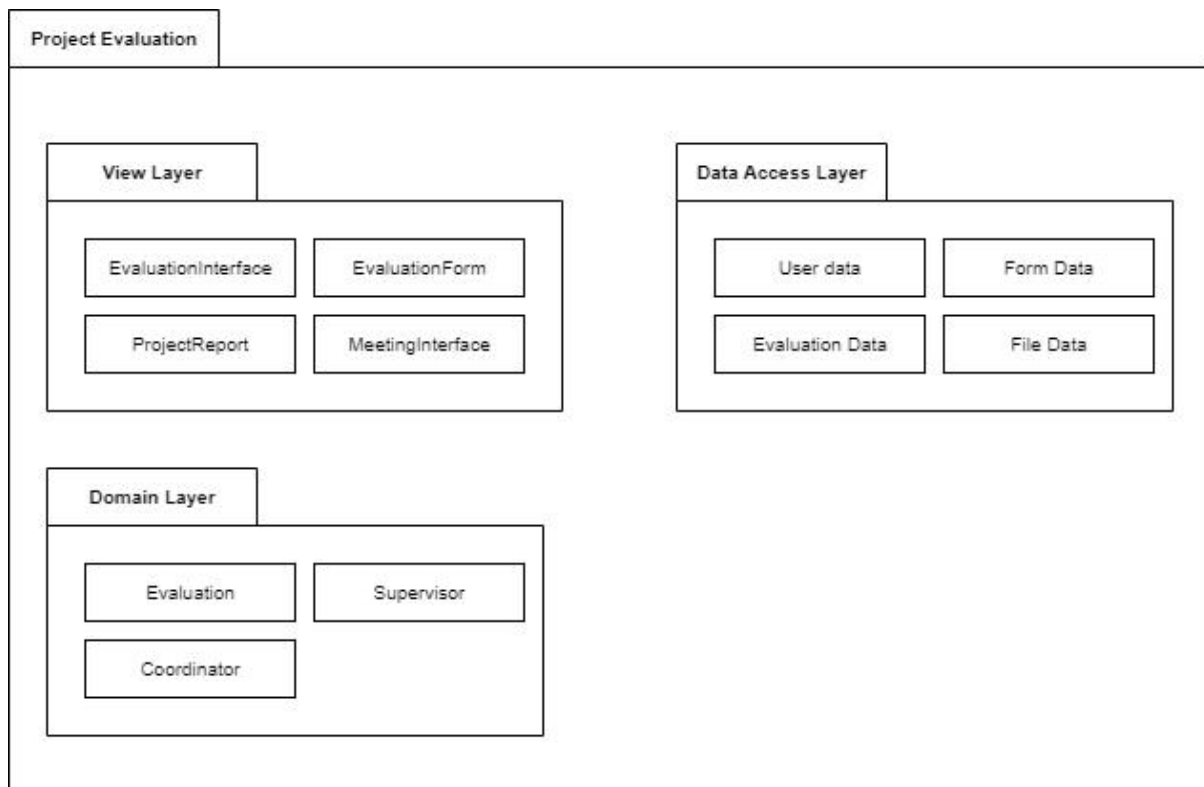 Project Evaluation
View Layer
EvaluationInterface
EvaluationForm
ProjectReport
MeetingInterface
Data Access Layer
User data
Form Data
Evaluation Data
File Data
Domain Layer
Evaluation
Supervisor
Coordinator